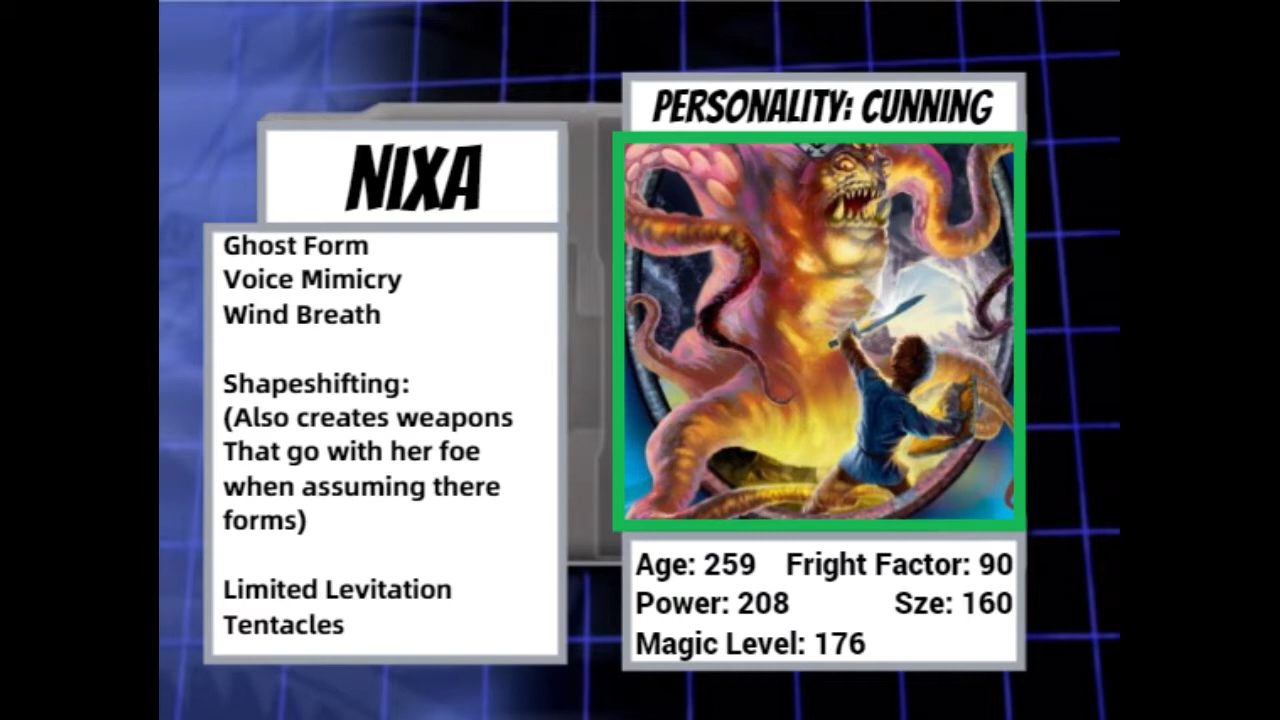 NIXA
Ghost Form
Voice Mimicry
Wind Breath
Shapeshifting:
(Also creates weapons
That go with her foe
when assuming there
forms)
Limited Levitation
Tentacles
PERSONALITY: CUNNING
Age: 259 Fright Factor: 90
Power: 208 Sze: 160
Magic Level: 176